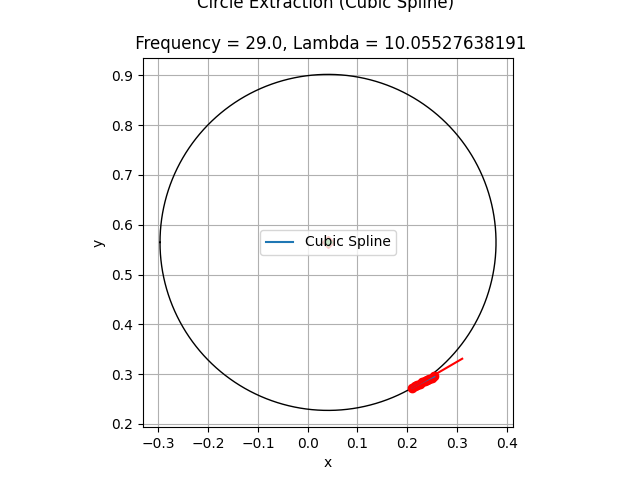 Circle Extraction (Cubic Spline)
Frequency = 29.0, Lambda = 10.05527638191
0.9
0.8
0.7
0.6
0.5
0.4
0.3
0.2
y
Cubic Spline
−0.3 −0.2 −0.1 0.0 0.1 0.2 0.3 0.4
x